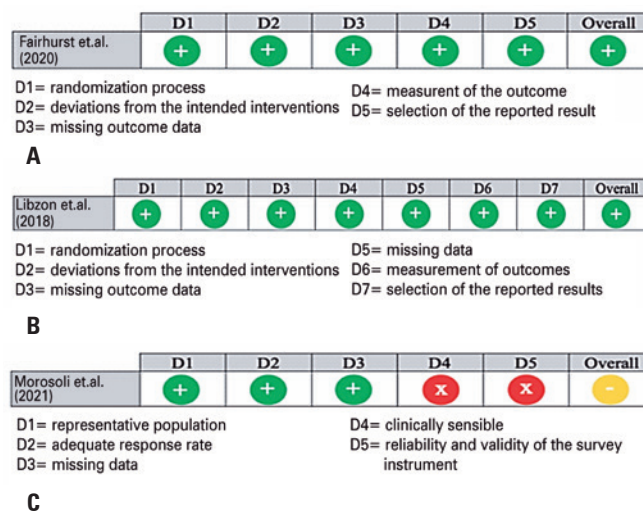 D1 D2 D3 D4 D5 Overall
Fairhurst et.al. (2020) + + + + + +
D1= randomization process
D2= deviations from the intended interventions
D3= missing outcome data
D4= measurent of the outcome
D5= selection of the reported result
A
D1 D2 D3 D4 D5 D6 D7 Overall
Libzon et.al. (2018) + + + + + + + +
D1= randomization process
D2= deviations from the intended interventions
D3= missing outcome data
D5= missing data
D6= measurement of outcomes
D7= selection of the reported results
B
D1 D2 D3 D4 D5 Overall
Morosoli et.al. (2021) + + + x x -
D1= representative population
D2= adequate response rate
D3= missing data
D4= clinically sensible
D5= reliability and validity of the survey
instrument
C